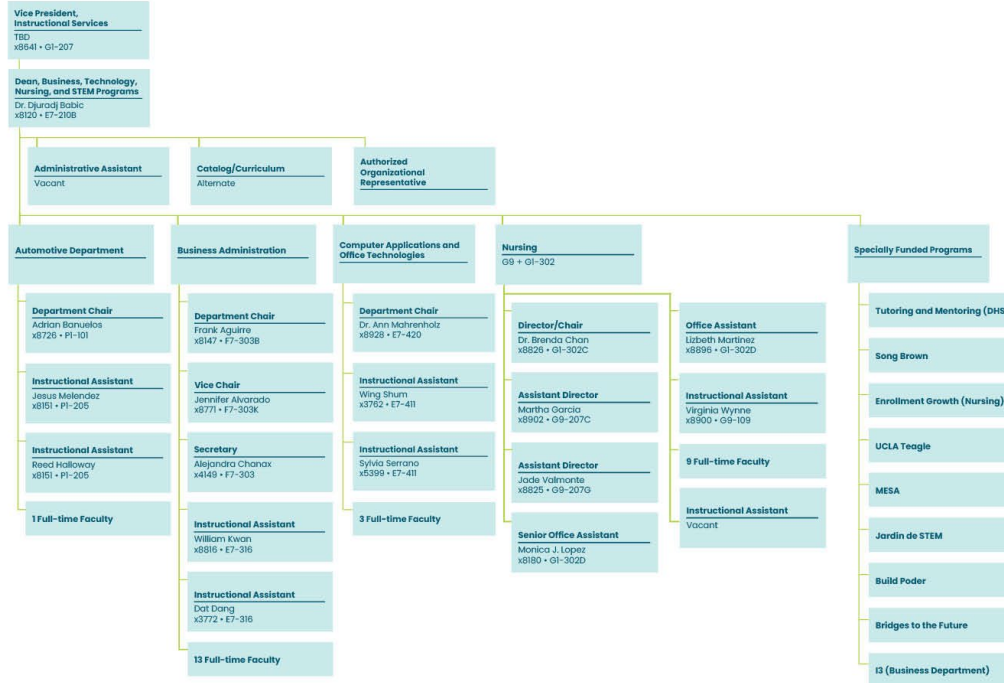 Vice President,
Instructional Services
TBD
x8641 • G1-207
Dean, Business, Technology,
Nursing, and STEM Programs
Dr. Djuradj Babic
x8120 • E7-210B
Administrative Assistant
Vacant
Catalog/Curriculum
Alternate
Authorized
Organizational
Representative
Automotive Department
Department Chair
Adrian Banuelos
x8726 • P1-101
Instructional Assistant
Jesus Melendez
x8151 • P1-205
Instructional Assistant
Reed Halloway
x8151 • P1-205
1 Full-time Faculty
Business Administration
Department Chair
Frank Aguirre
x8147 • F7-303B
Vice Chair
Jennifer Alvarado
x8771 • F7-303K
Secretary
Alejandra Chanax
x4149 • F7-303
Instructional Assistant
William Kwan
x8816 • E7-316
Instructional Assistant
Dat Dang
x3772 • E7-316
13 Full-time Faculty
Computer Applications and
Office Technologies
Department Chair
Dr. Ann Mahrenholz
x8928 • E7-420
Instructional Assistant
Wing Shum
x3762 • E7-411
Instructional Assistant
Sylvia Serrano
x5399 • E7-411
3 Full-time Faculty
Nursing
G9 + G1-302
Director/Chair
Dr. Brenda Chan
x8826 • G1-302C
Assistant Director
Martha Garcia
x8902 • G9-207C
Assistant Director
Jade Valmonte
x8825 • G9-207G
Senior Office Assistant
Monica J. Lopez
x8180 • G1-302D
Office Assistant
Lizbeth Martinez
x8896 • G1-302D
Instructional Assistant
Virginia Wynne
x8900 • G9-109
9 Full-time Faculty
Instructional Assistant
Vacant
Specially Funded Programs
Tutoring and Mentoring (DHS
Song Brown
Enrollment Growth (Nursing)
UCLA Teagle
MESA
Jardin de STEM
Build Poder
Bridges to the Future
I3 (Business Department)